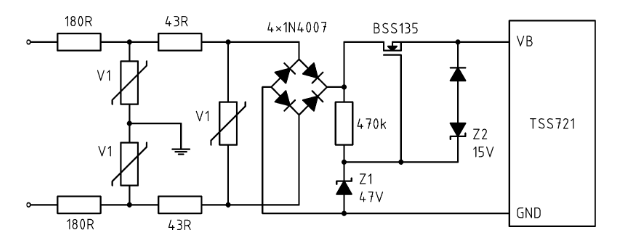 180R
43R
4×1N4007
BSS135
VB
V1
V1
V1
470k
TSS721
Z2
15V
Z1
47V
GND
180R
43R